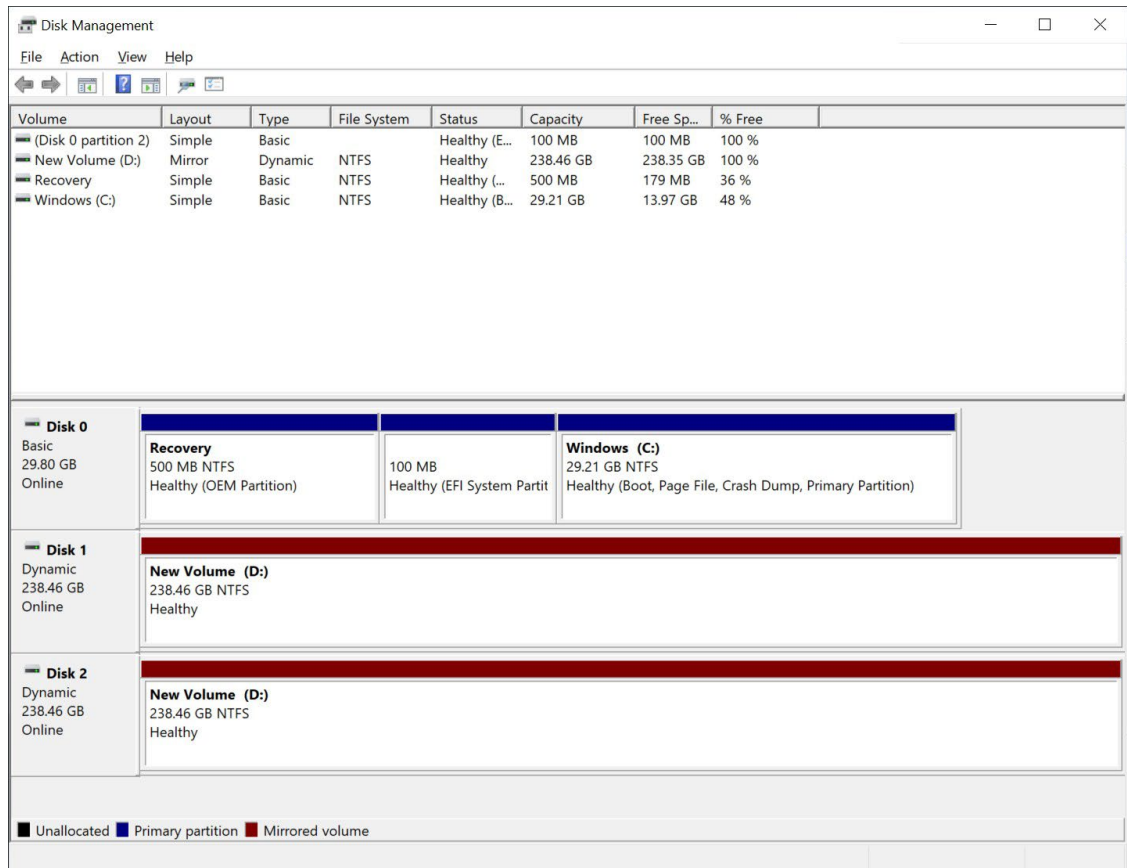 Disk Management
File Action View Help
Volume Layout Type File System Status Capacity Free Sp... % Free
(Disk 0 partition 2) Simple Basic Healthy (E... 100 MB 100 MB 100 %
New Volume (D:) Mirror Dynamic NTFS Healthy 238.46 GB 238.35 GB 100 %
Recovery Simple Basic NTFS Healthy (... 500 MB 179 MB 36 %
Windows (C:) Simple Basic NTFS Healthy (B... 29.21 GB 13.97 GB 48 %
Disk 0
Basic
29.80 GB
Online
Recovery
500 MB NTFS
Healthy (OEM Partition)
100 MB
Healthy (EFI System Partit
Windows (C:)
29.21 GB NTFS
Healthy (Boot, Page File, Crash Dump, Primary Partition)
Disk 1
Dynamic
238.46 GB
Online
New Volume (D:)
238.46 GB NTFS
Healthy
Disk 2
Dynamic
238.46 GB
Online
New Volume (D:)
238.46 GB NTFS
Healthy
Unallocated Primary partition Mirrored volume